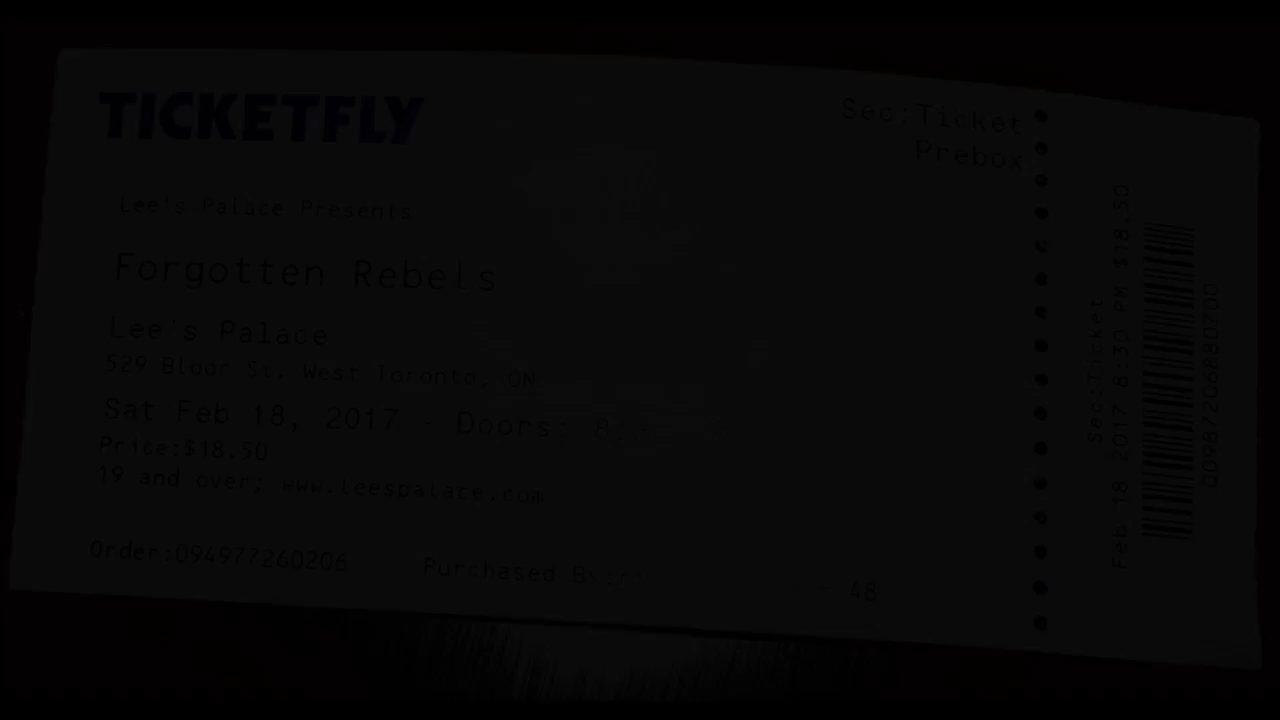 TICKETFLY
Sec:Ticket
Prebox
Lee's Palace Presents
Forgotten Rebels
Lee's Palace
529 Bloor St. West Toronto, ON
Sat Feb 18, 2017 - Doors:
Price:$18.50
19 and over; www.leespalace.com
Order:094977260206 Purchased By: - 48
Sec:Ticket
Feb 18 2017 8:30 PM $18.50
00987206880700